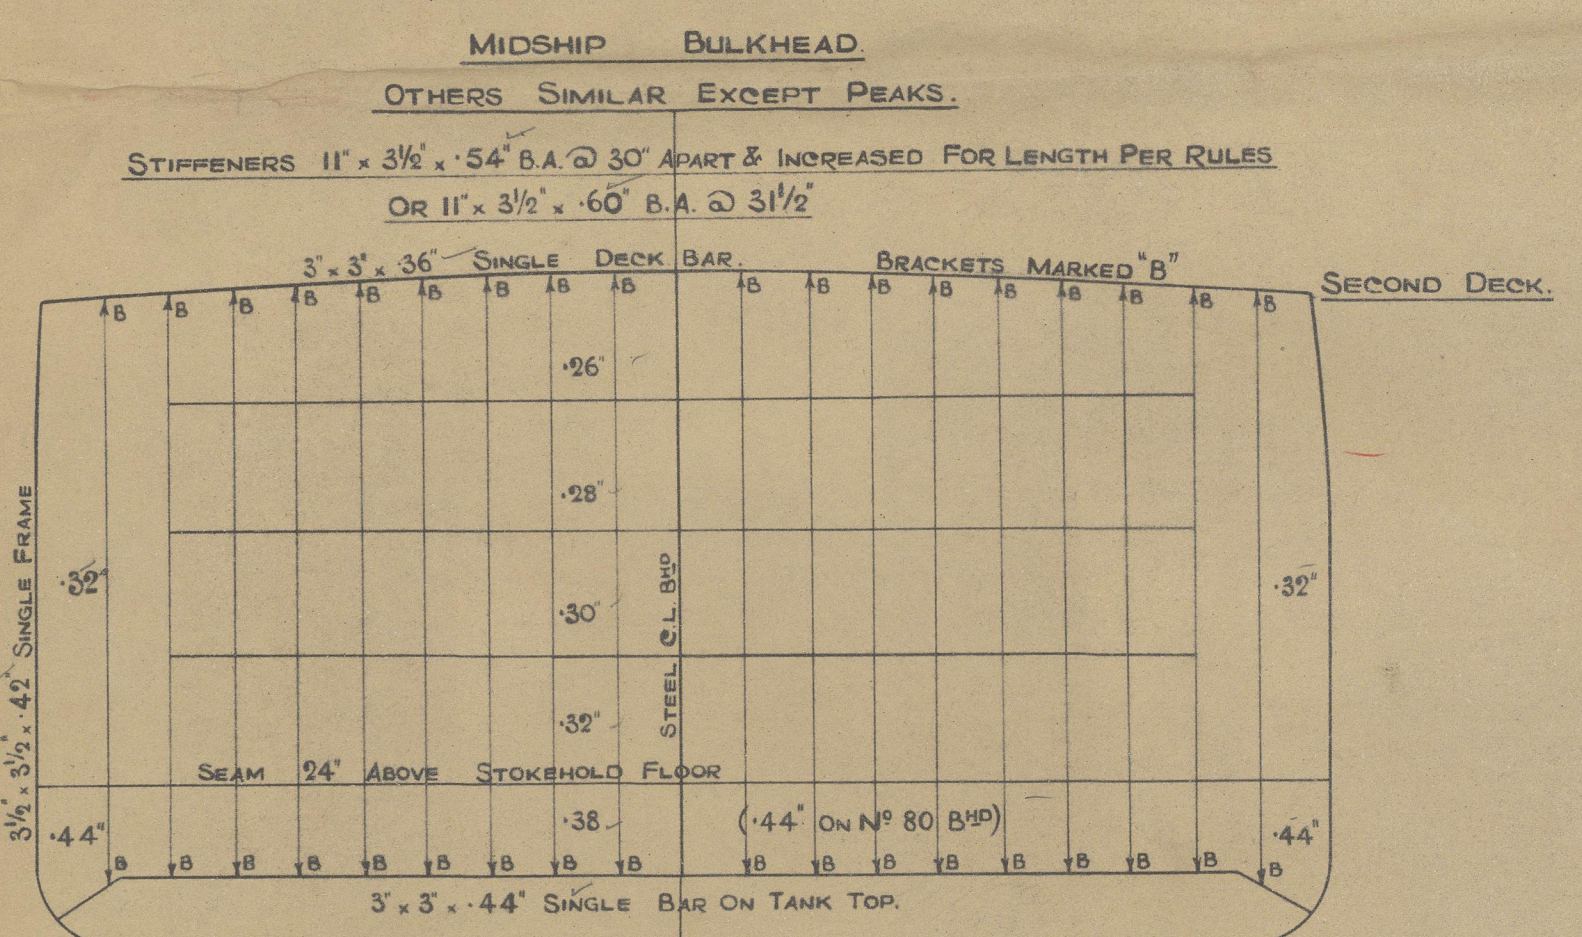 MIDSHIP BULKHEAD.
OTHERS SIMILAR EXCEPT PEAKS.
STIFFENERS 11" x 3½" x ·54" B.A. @ 30" APART & INCREASED FOR LENGTH PER RULES
OR 11" x 3½" x ·60" B.A. @ 31½"
3" x 3" x ·36" SINGLE DECK BAR.
BRACKETS MARKED "B"
SECOND DECK.
B B B B B B B B B B B B B B B B B B
·26"
·28"
·30"
·32"
·32"
·32"
3½" x 3½" x ·42" SINGLE FRAME
STEEL C.L. BHD
SEAM 24" ABOVE STOKEHOLD FLOOR
·44"
·38
(·44" ON No 80 BHD)
·44"
B B B B B B B B B B B B B B B B B B
3" x 3" x ·44" SINGLE BAR ON TANK TOP.